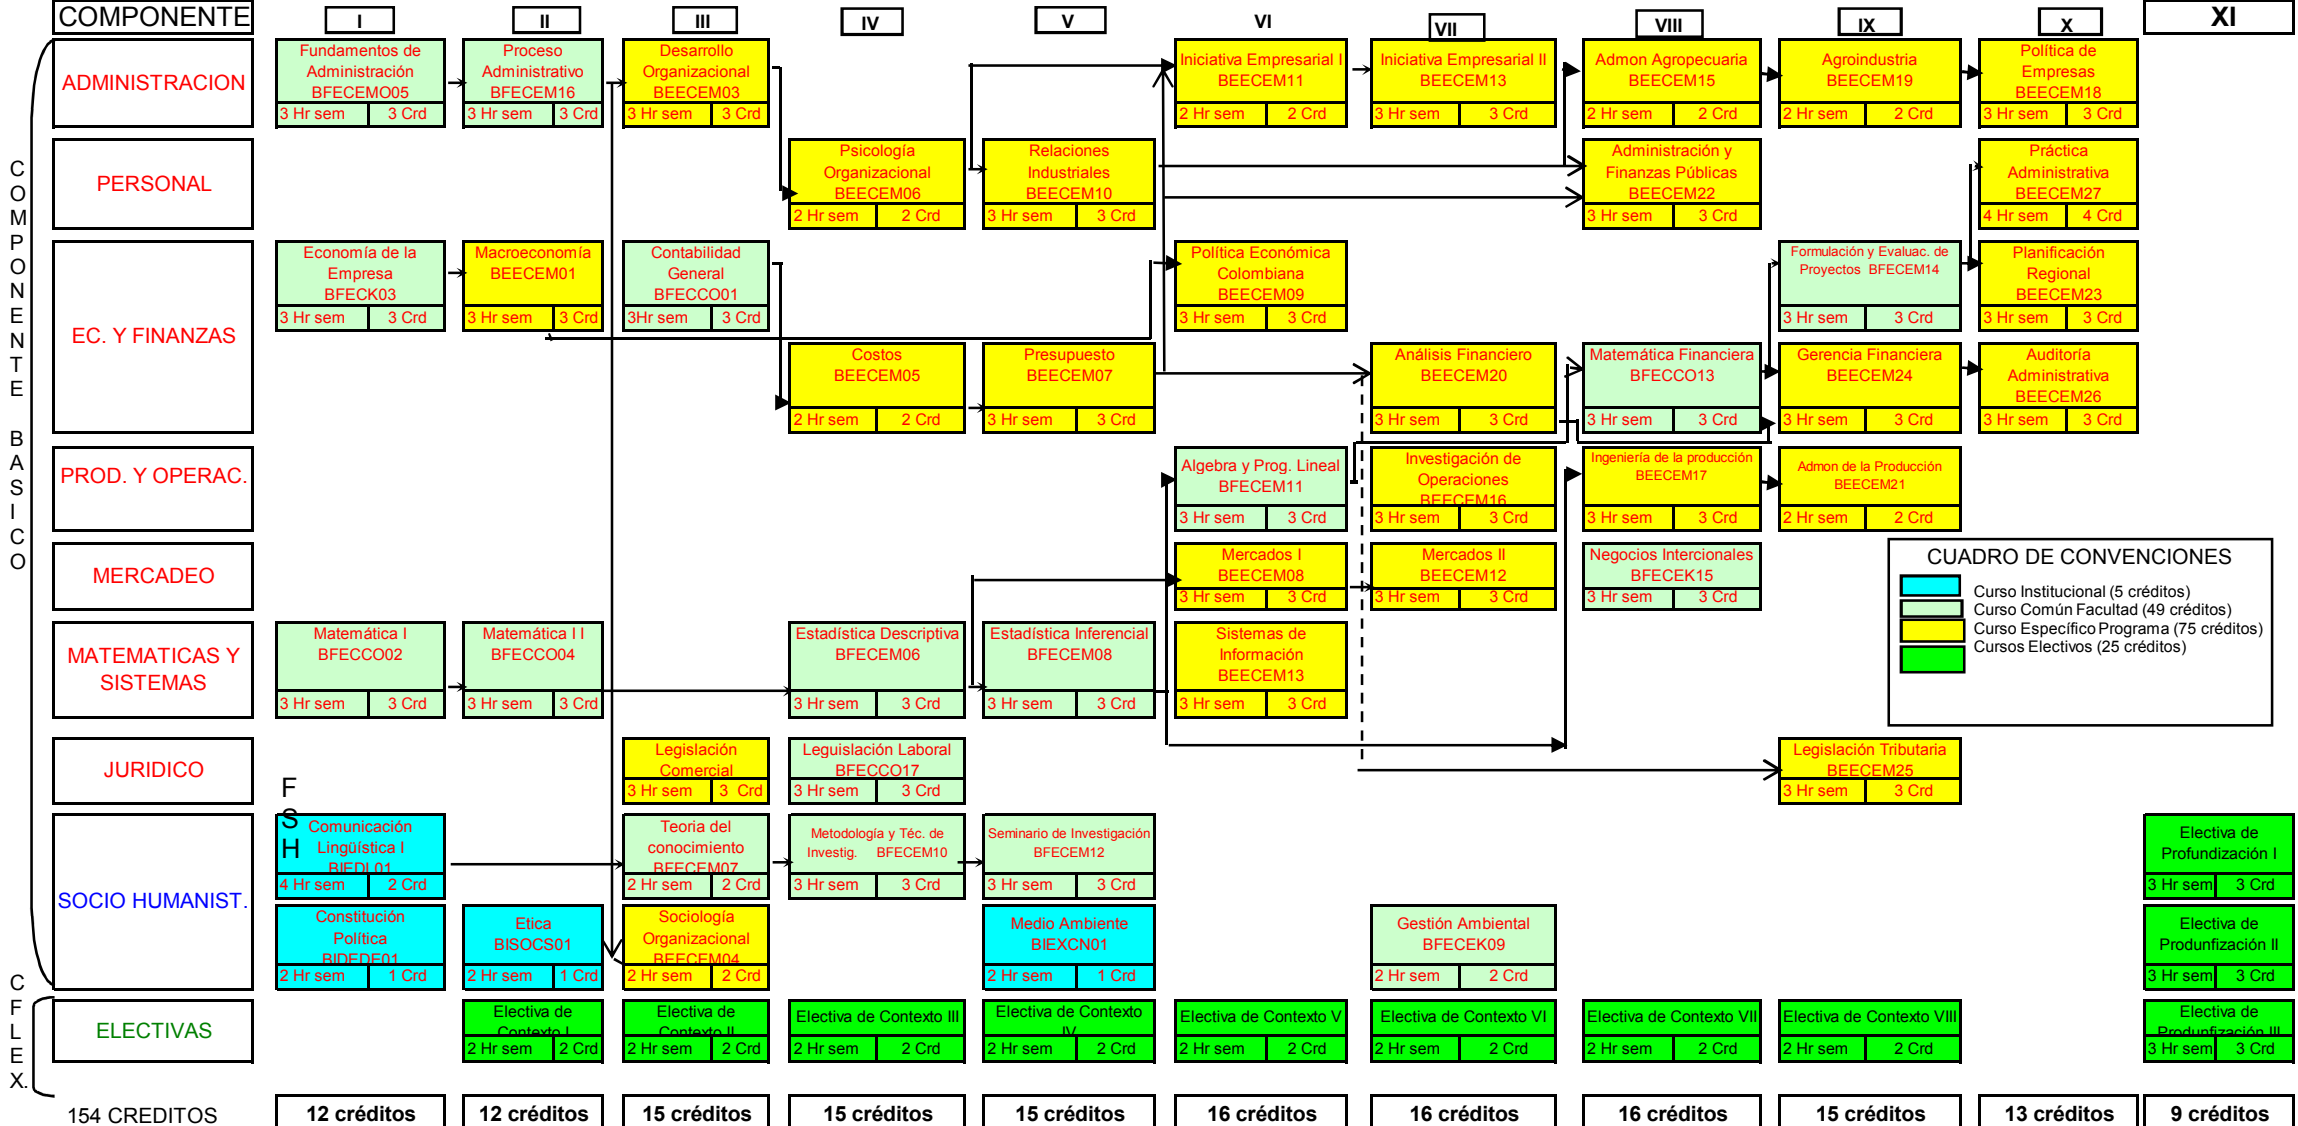 COMPONENTE
I
II
III
IV
V
VI
VII
VIII
IX
X
XI
COMPONENTE BASICO
ADMINISTRACION
Fundamentos de
Administración
BFECEMO05
3 Hr sem 3 Crd
Proceso
Administrativo
BFECEM16
3 Hr sem 3 Crd
Desarrollo
Organizacional
BEECEM03
3 Hr sem 3 Crd
Iniciativa Empresarial I
BEECEM11
2 Hr sem 2 Crd
Iniciativa Empresarial II
BEECEM13
3 Hr sem 3 Crd
Admon Agropecuaria
BEECEM15
2 Hr sem 2 Crd
Agroindustria
BEECEM19
2 Hr sem 2 Crd
Política de
Empresas
BEECEM18
3 Hr sem 3 Crd
PERSONAL
Psicología
Organizacional
BEECEM06
2 Hr sem 2 Crd
Relaciones
Industriales
BEECEM10
3 Hr sem 3 Crd
Administración y
Finanzas Públicas
BEECEM22
3 Hr sem 3 Crd
Práctica
Administrativa
BEECEM27
4 Hr sem 4 Crd
EC. Y FINANZAS
Economía de la
Empresa
BFECK03
3 Hr sem 3 Crd
Macroeconomía
BEECEM01
3 Hr sem 3 Crd
Contabilidad
General
BFECCO01
3Hr sem 3 Crd
Política Económica
Colombiana
BEECEM09
3 Hr sem 3 Crd
Formulación y Evaluac. de
Proyectos BFECEM14
3 Hr sem 3 Crd
Planificación
Regional
BEECEM23
3 Hr sem 3 Crd
Costos
BEECEM05
2 Hr sem 2 Crd
Presupuesto
BEECEM07
3 Hr sem 3 Crd
Análisis Financiero
BEECEM20
3 Hr sem 3 Crd
Matemática Financiera
BFECCO13
3 Hr sem 3 Crd
Gerencia Financiera
BEECEM24
3 Hr sem 3 Crd
Auditoría
Administrativa
BEECEM26
3 Hr sem 3 Crd
PROD. Y OPERAC.
Algebra y Prog. Lineal
BFECEM11
3 Hr sem 3 Crd
Investigación de
Operaciones
BEECEM16
3 Hr sem 3 Crd
Ingeniería de la producción
BEECEM17
3 Hr sem 3 Crd
Admon de la Producción
BEECEM21
2 Hr sem 2 Crd
MERCADEO
Mercados I
BEECEM08
3 Hr sem 3 Crd
Mercados II
BEECEM12
3 Hr sem 3 Crd
Negocios Intercionales
BFECEK15
3 Hr sem 3 Crd
CUADRO DE CONVENCIONES
Curso Institucional (5 créditos)
Curso Común Facultad (49 créditos)
Curso Específico Programa (75 créditos)
Cursos Electivos (25 créditos)
MATEMATICAS Y
SISTEMAS
Matemática I
BFECCO02
3 Hr sem 3 Crd
Matemática I I
BFECCO04
3 Hr sem 3 Crd
Estadística Descriptiva
BFECEM06
3 Hr sem 3 Crd
Estadística Inferencial
BFECEM08
3 Hr sem 3 Crd
Sistemas de
Información
BEECEM13
3 Hr sem 3 Crd
JURIDICO
Legislación
Comercial
3 Hr sem 3 Crd
Leguislación Laboral
BFECCO17
3 Hr sem 3 Crd
Legislación Tributaria
BEECEM25
3 Hr sem 3 Crd
SOCIO HUMANIST.
F
S
H
Comunicación
Lingüística I
BIEDL01
4 Hr sem 2 Crd
Teoria del
conocimiento
BFECEM07
2 Hr sem 2 Crd
Metodología y Téc. de
Investig. BFECEM10
3 Hr sem 3 Crd
Seminario de Investigación
BFECEM12
3 Hr sem 3 Crd
Electiva de
Profundización I
3 Hr sem 3 Crd
Constitución
Política
BIDEDE01
2 Hr sem 1 Crd
Etica
BISOCS01
2 Hr sem 1 Crd
Sociología
Organizacional
BEECEM04
2 Hr sem 2 Crd
Medio Ambiente
BIEXCN01
2 Hr sem 1 Crd
Gestión Ambiental
BFECEK09
2 Hr sem 2 Crd
Electiva de
Produnfización II
3 Hr sem 3 Crd
C FLEX.
ELECTIVAS
Electiva de
Contexto I
2 Hr sem 2 Crd
Electiva de
Contexto II
2 Hr sem 2 Crd
Electiva de Contexto III
2 Hr sem 2 Crd
Electiva de Contexto
IV
2 Hr sem 2 Crd
Electiva de Contexto V
2 Hr sem 2 Crd
Electiva de Contexto VI
2 Hr sem 2 Crd
Electiva de Contexto VII
2 Hr sem 2 Crd
Electiva de Contexto VIII
2 Hr sem 2 Crd
Electiva de
Produnfización III
3 Hr sem 3 Crd
154 CREDITOS
12 créditos
12 créditos
15 créditos
15 créditos
15 créditos
16 créditos
16 créditos
16 créditos
15 créditos
13 créditos
9 créditos